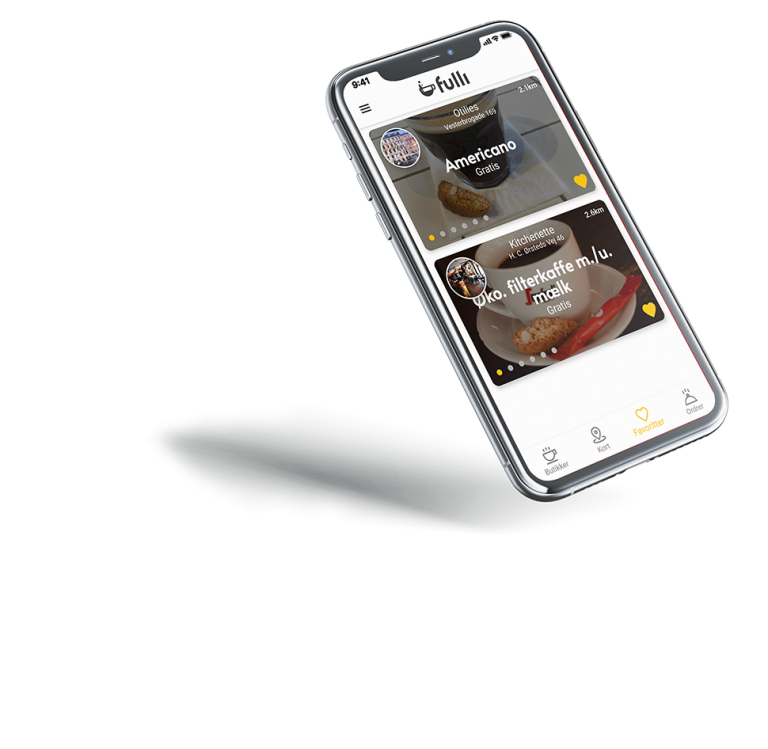 9:41
fulli
2.1km
Otilies
Vesterbrogade 169
Americano
Gratis
2.6km
Kitchenette
H. C. Ørsteds Vej 46
Øko. filterkaffe m./u.
mælk
Gratis
Butikker
Kort
Favoritter
Ordrer